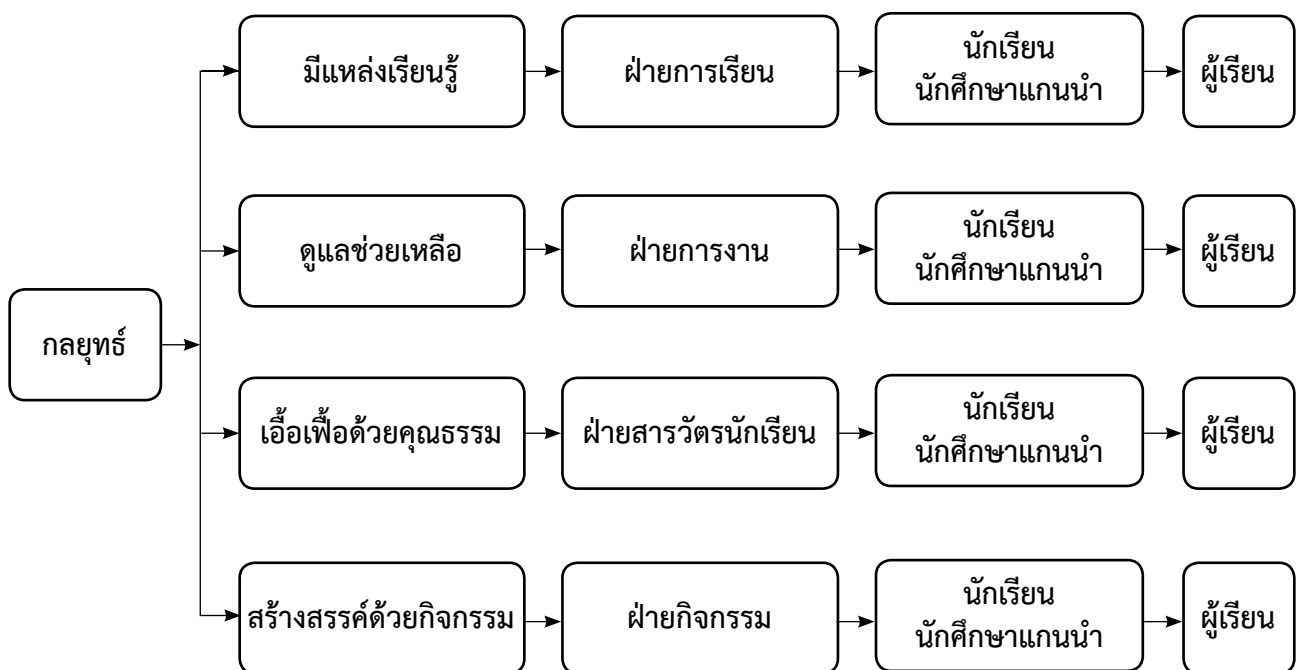 มีแหล่งเรียนรู้
ฝ่ายการเรียน
นักเรียน
นักศึกษาแกนนำ
ผู้เรียน
ดูแลช่วยเหลือ
ฝ่ายการงาน
นักเรียน
นักศึกษาแกนนำ
ผู้เรียน
กลยุทธ์
เอื้อเฟื้อด้วยคุณธรรม
ฝ่ายสารวัตรนักเรียน
นักเรียน
นักศึกษาแกนนำ
ผู้เรียน
สร้างสรรค์ด้วยกิจกรรม
ฝ่ายกิจกรรม
นักเรียน
นักศึกษาแกนนำ
ผู้เรียน